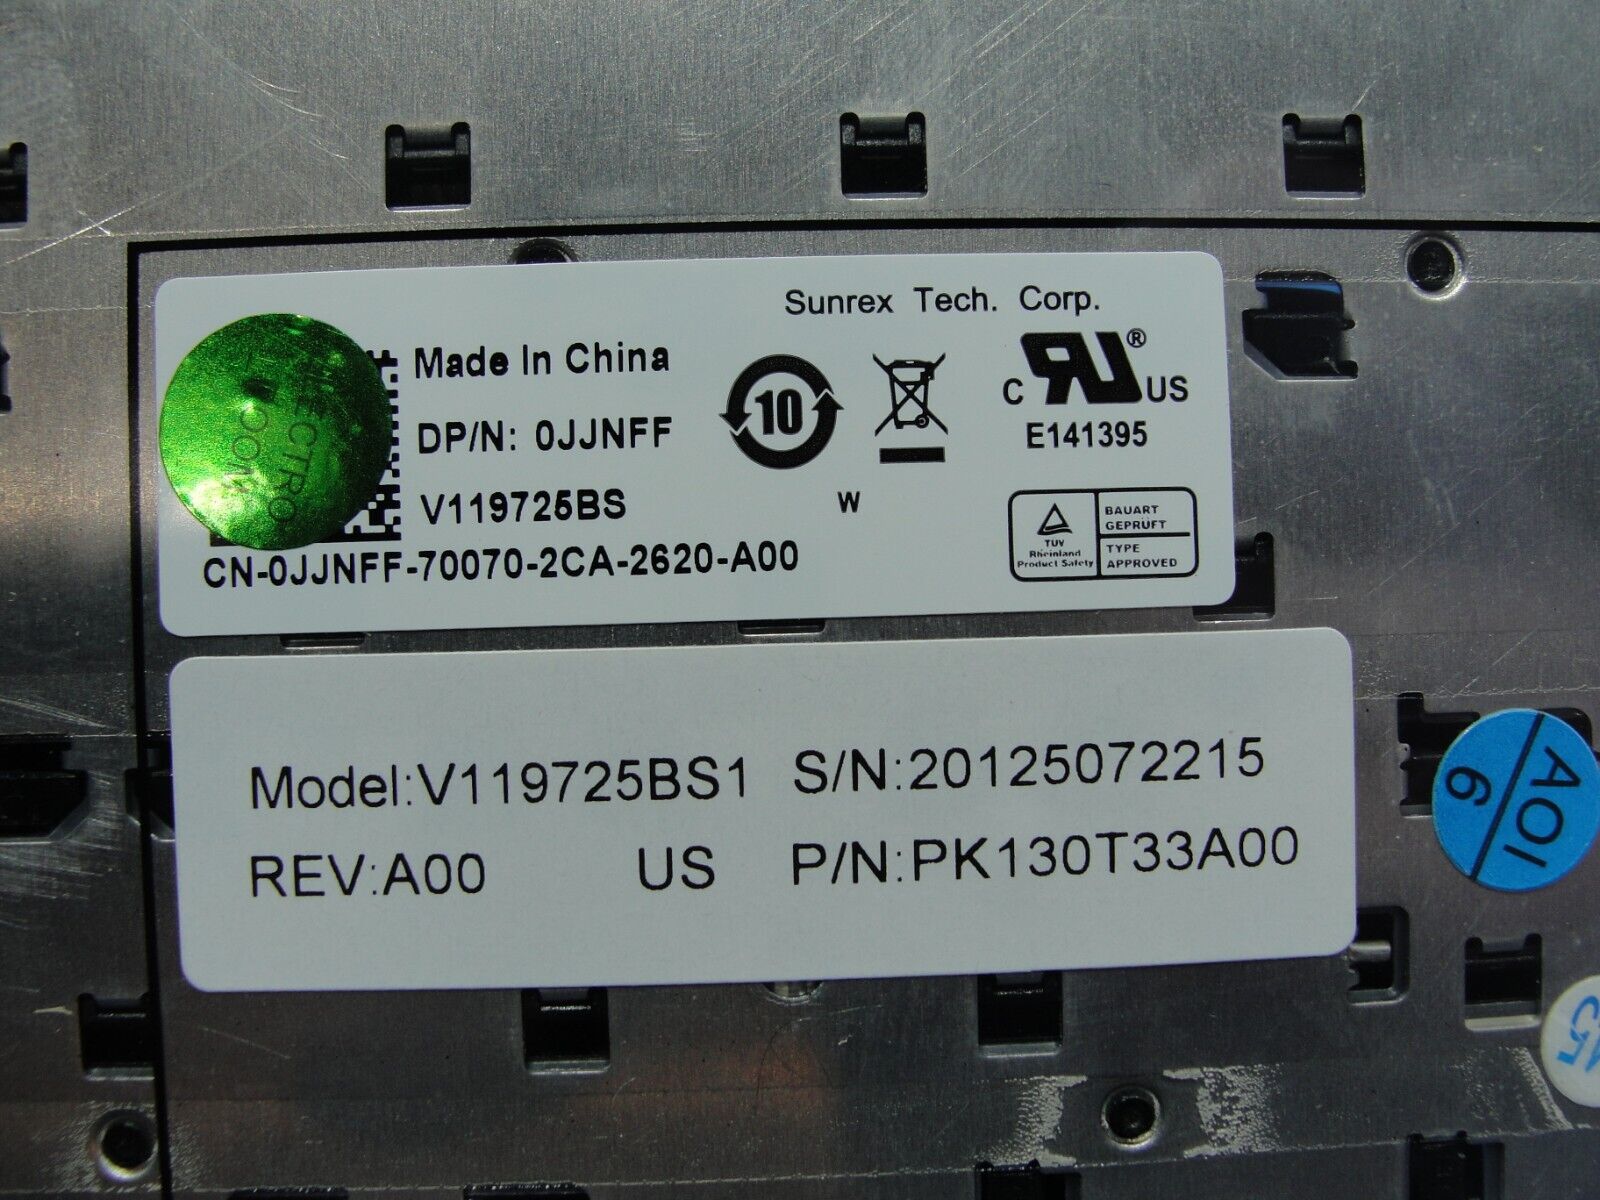 Sunrex Tech. Corp.
Made In China
DP/N: 0JJNFF
V119725BS
CN-0JJNFF-70070-2CA-2620-A00
10
W
C US ®
E141395
TÜV
Rheinland
Product Safety
BAUART
GEPRÜFT
TYPE
APPROVED
Model:V119725BS1 S/N:20125072215
REV:A00 US P/N:PK130T33A00
AOI
6